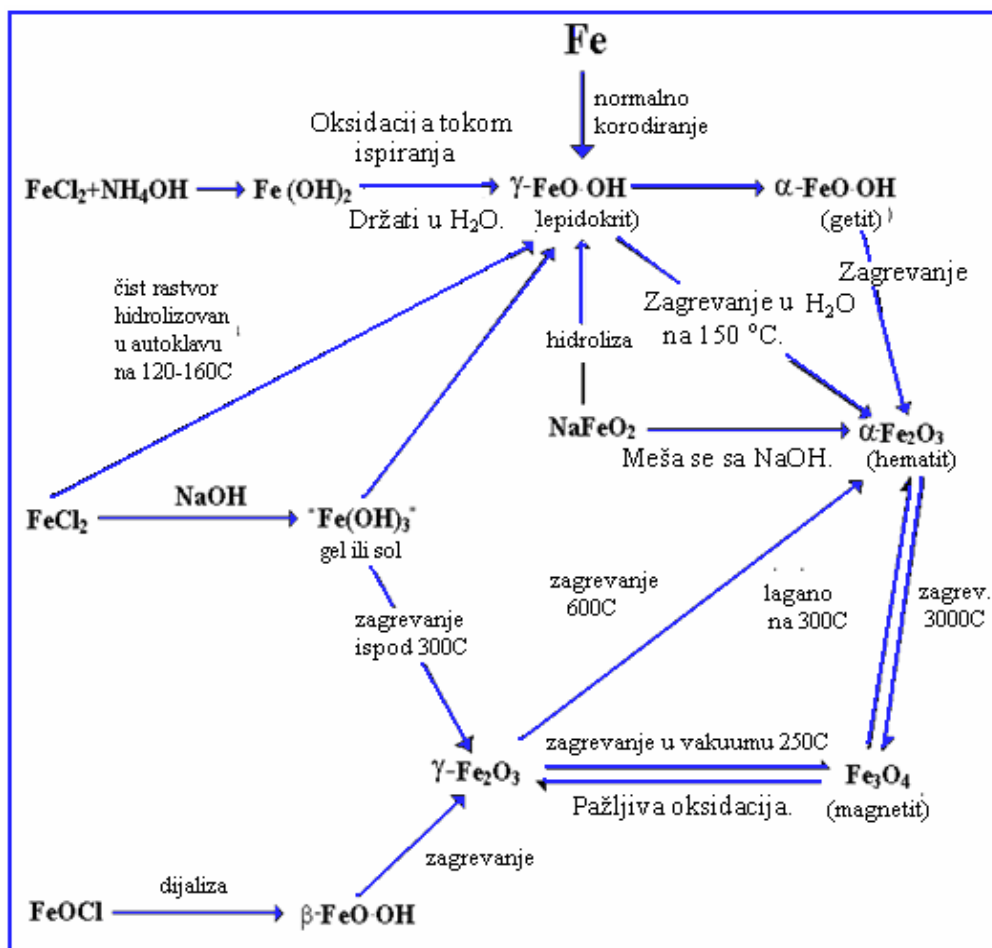 Fe
normalno
korodiranje
Oksidacija tokom
ispiranja
FeCl₂+NH₄OH
Fe(OH)₂
γ-FeO·OH
α-FeO·OH
Držati u H₂O.
(lepidokrit)
(getit)
čist rastvor
hidrolizovan
u autoklavu
na 120-160C
hidroliza
Zagrevanje u H₂O
na 150 °C.
Zagrevanje
NaFeO₂
α-Fe₂O₃
Meša se sa NaOH.
(hematit)
NaOH
FeCl₂
"Fe(OH)₃"
gel ili sol
zagrevanje
ispod 300C
zagrevanje
600C
lagano
na 300C
zagrev.
3000C
γ-Fe₂O₃
zagrevanje u vakuumu 250C
Fe₃O₄
Pažljiva oksidacija.
(magnetit)
zagrevanje
dijaliza
FeOCl
β-FeO·OH